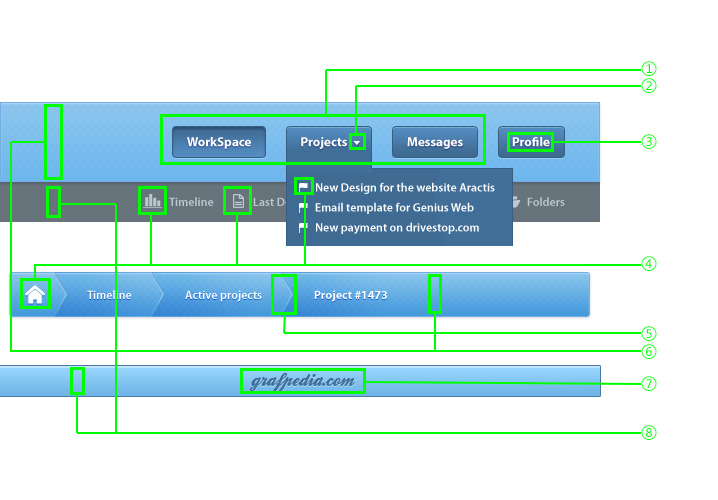 ①
②
WorkSpace Projects Messages Profile ③
New Design for the website Aractis
Timeline Last D Email template for Genius Web Folders
New payment on drivestop.com
④
Timeline Active projects Project #1473
⑤
⑥
grafpedia.com ⑦
⑧